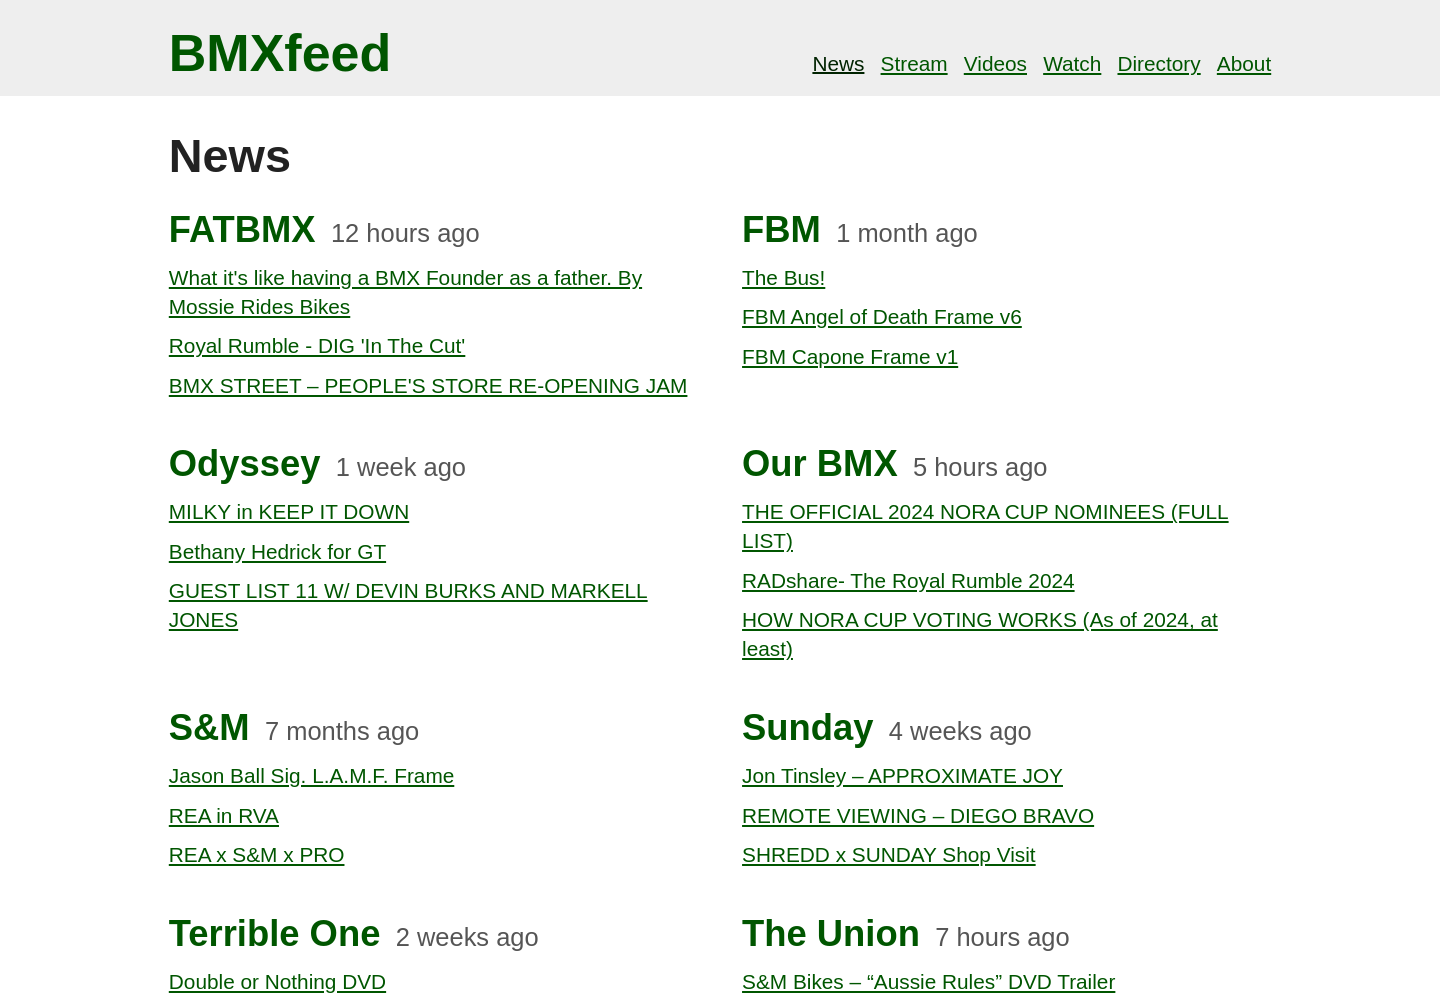 BMXfeed
News Stream Videos Watch Directory About
News
FATBMX 12 hours ago
What it's like having a BMX Founder as a father. By
Mossie Rides Bikes
Royal Rumble - DIG 'In The Cut'
BMX STREET – PEOPLE'S STORE RE-OPENING JAM
FBM 1 month ago
The Bus!
FBM Angel of Death Frame v6
FBM Capone Frame v1
Odyssey 1 week ago
MILKY in KEEP IT DOWN
Bethany Hedrick for GT
GUEST LIST 11 W/ DEVIN BURKS AND MARKELL
JONES
Our BMX 5 hours ago
THE OFFICIAL 2024 NORA CUP NOMINEES (FULL
LIST)
RADshare- The Royal Rumble 2024
HOW NORA CUP VOTING WORKS (As of 2024, at
least)
S&M 7 months ago
Jason Ball Sig. L.A.M.F. Frame
REA in RVA
REA x S&M x PRO
Sunday 4 weeks ago
Jon Tinsley – APPROXIMATE JOY
REMOTE VIEWING – DIEGO BRAVO
SHREDD x SUNDAY Shop Visit
Terrible One 2 weeks ago
Double or Nothing DVD
The Union 7 hours ago
S&M Bikes – “Aussie Rules” DVD Trailer